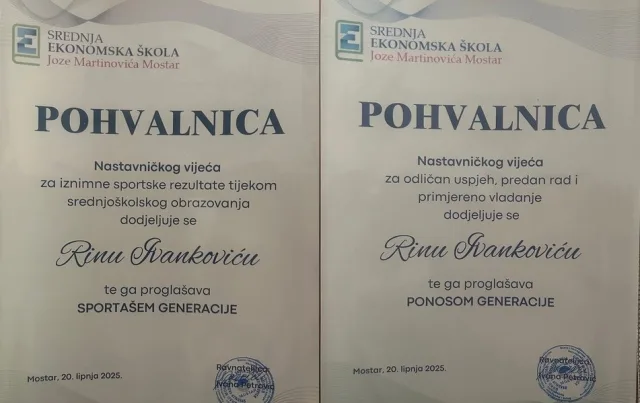 SREDNJA
EKONOMSKA ŠKOLA
Joze Martinovića Mostar
POHVALNICA
Nastavničkog vijeća
za iznimne sportske rezultate tijekom
srednjoškolskog obrazovanja
dodjeljuje se
Rinu Ivankoviću
te ga proglašava
SPORTAŠEM GENERACIJE
Mostar, 20. lipnja 2025.
Ravnateljica:
Ivana Petrović
SREDNJA
EKONOMSKA ŠKOLA
Joze Martinovića Mostar
POHVALNICA
Nastavničkog vijeća
za odličan uspjeh, predan rad i
primjereno vladanje
dodjeljuje se
Rinu Ivankoviću
te ga proglašava
PONOSOM GENERACIJE
Mostar, 20. lipnja 2025.
Ravnateljica:
Ivana Petrović